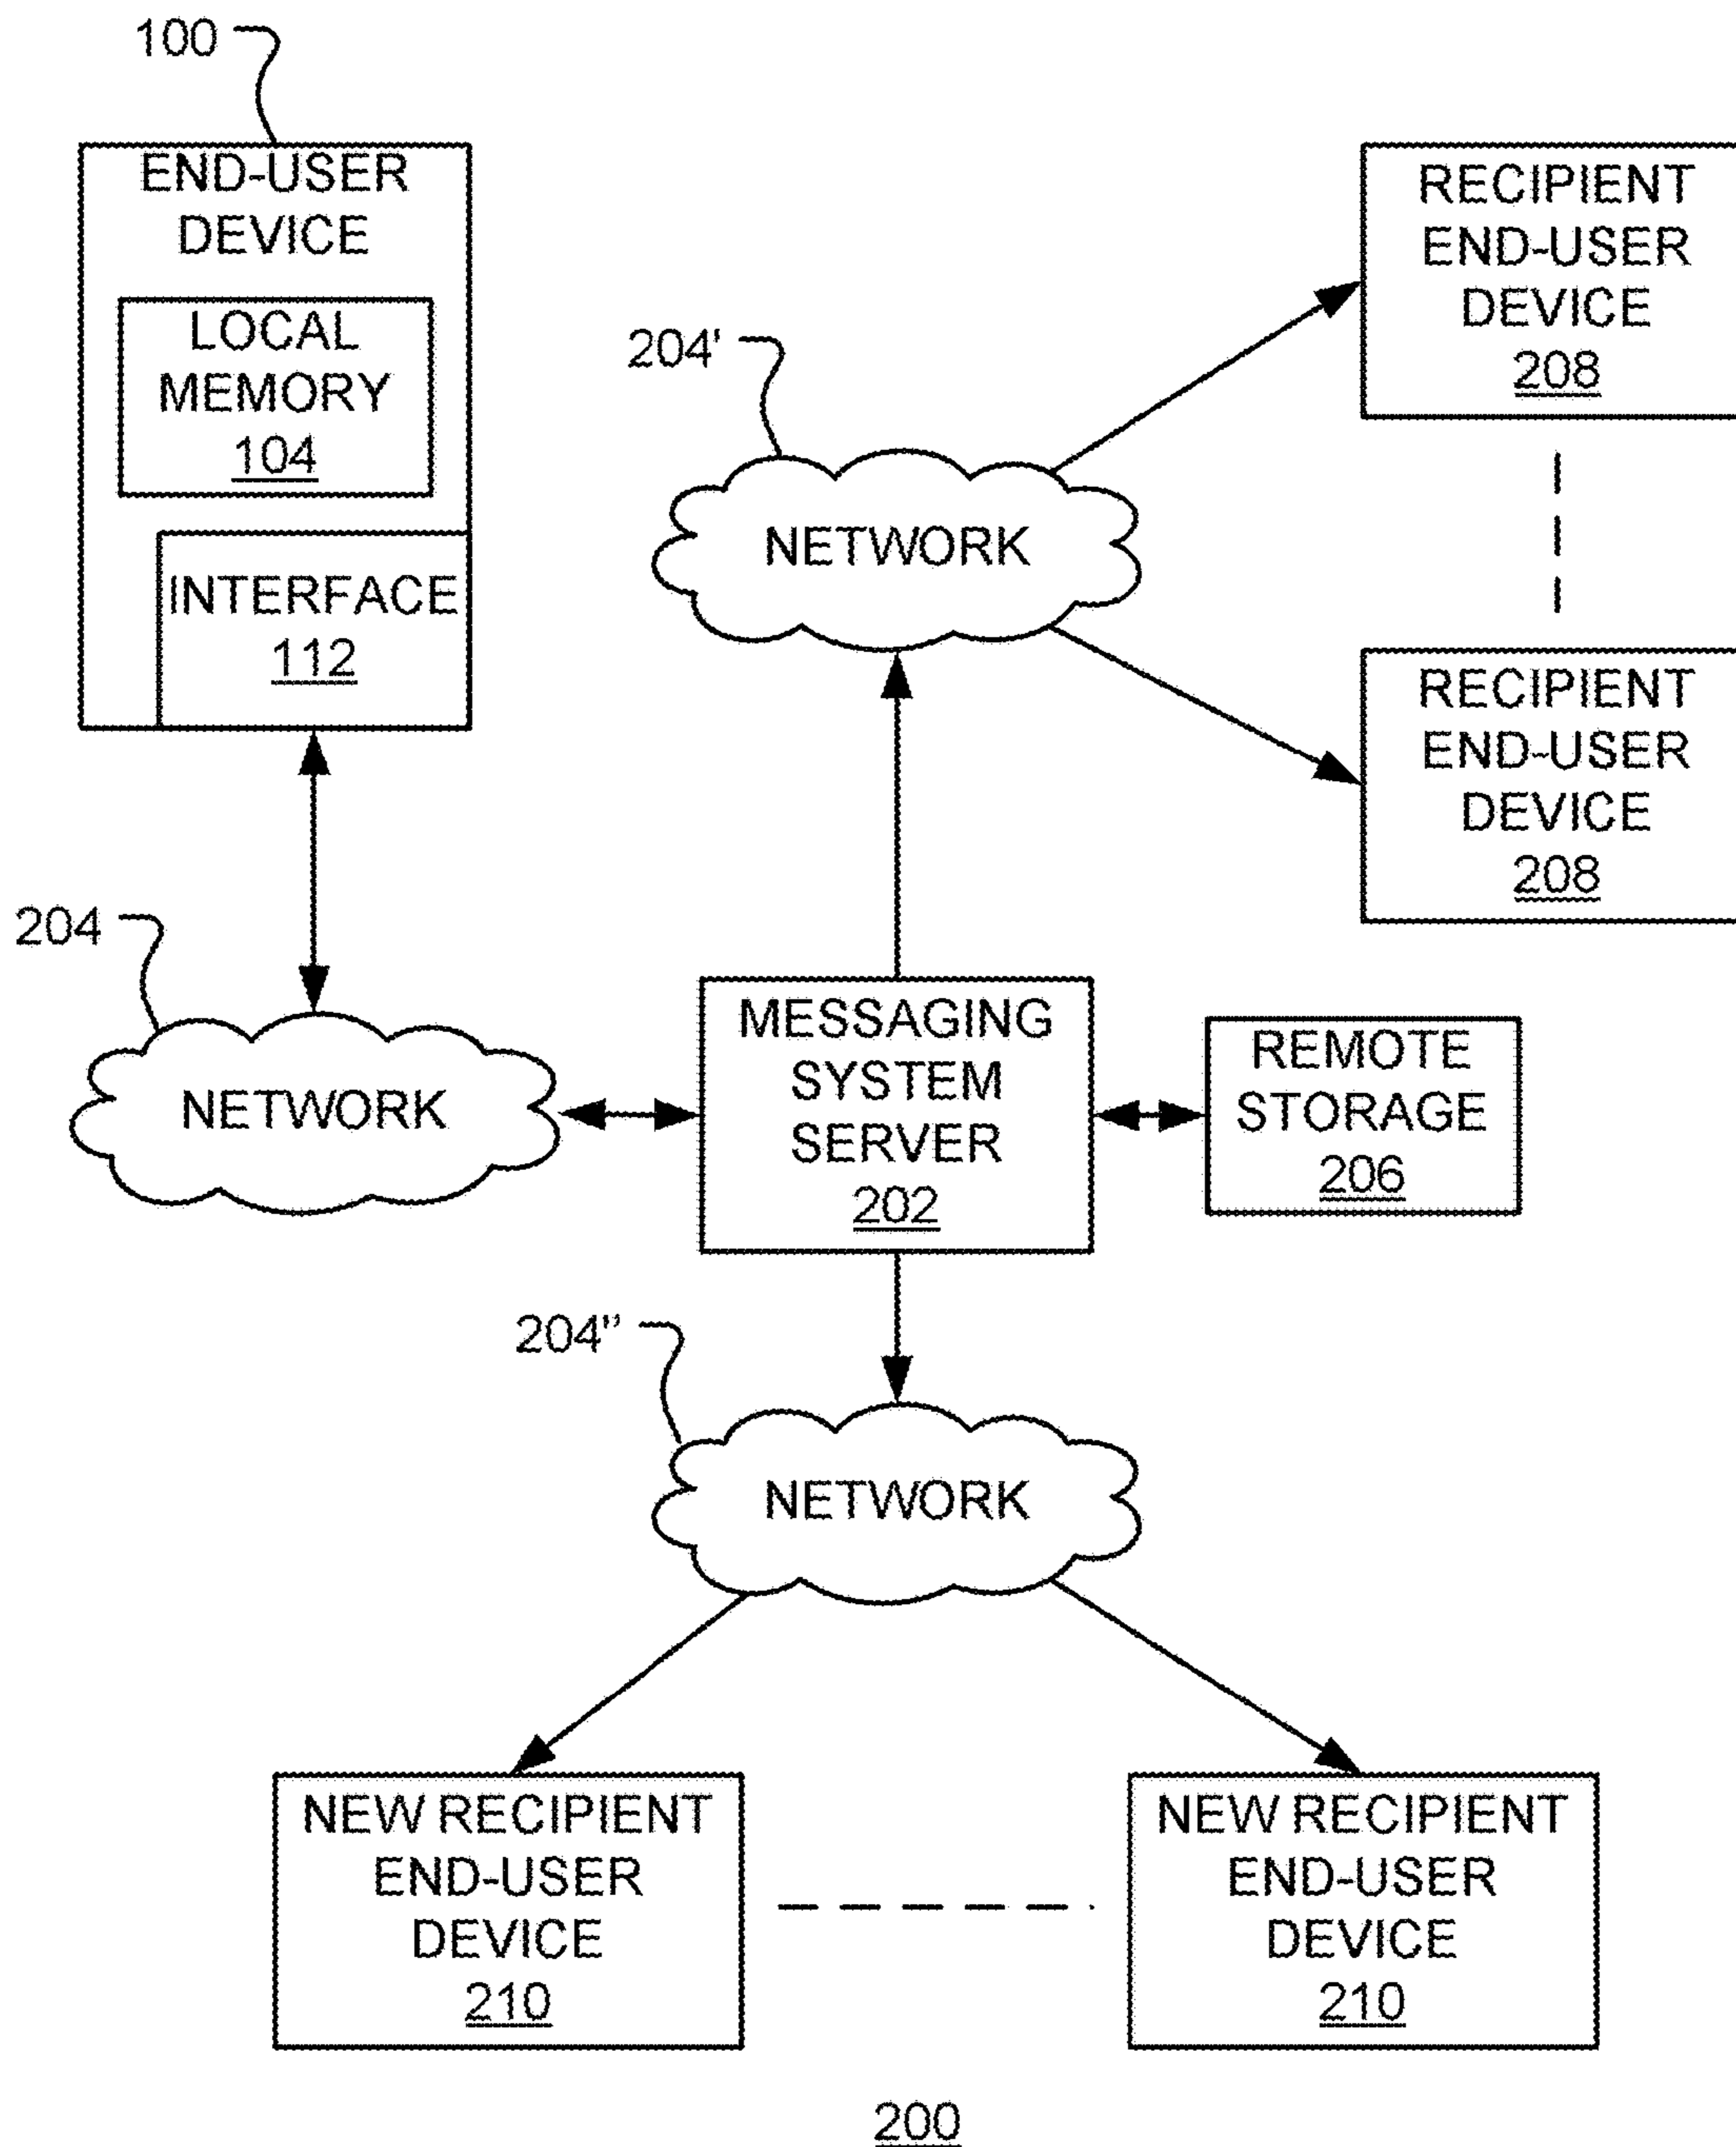 100
END-USER
DEVICE
LOCAL
MEMORY
104
INTERFACE
112
204'
NETWORK
RECIPIENT
END-USER
DEVICE
208
RECIPIENT
END-USER
DEVICE
208
204
NETWORK
MESSAGING
SYSTEM
SERVER
202
REMOTE
STORAGE
206
204"
NETWORK
NEW RECIPIENT
END-USER
DEVICE
210
NEW RECIPIENT
END-USER
DEVICE
210
200